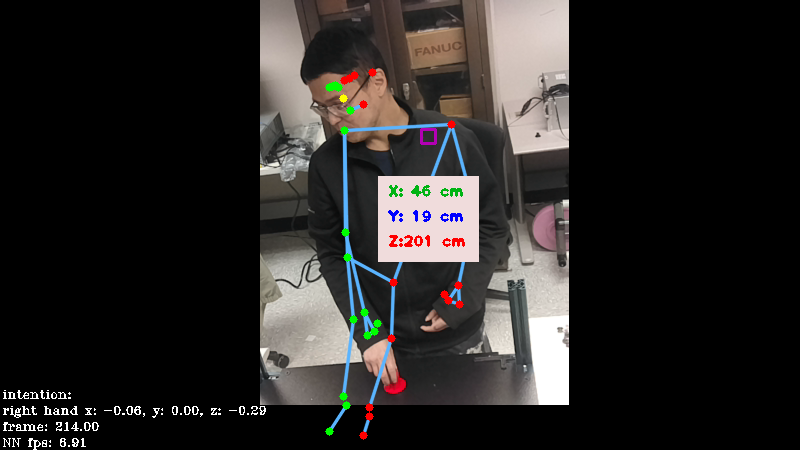 FANUC
X: 46 cm
Y: 19 cm
Z:201 cm
intention:
right hand x: −0.06, y: 0.00, z: −0.29
frame: 214.00
NN fps: 6.91